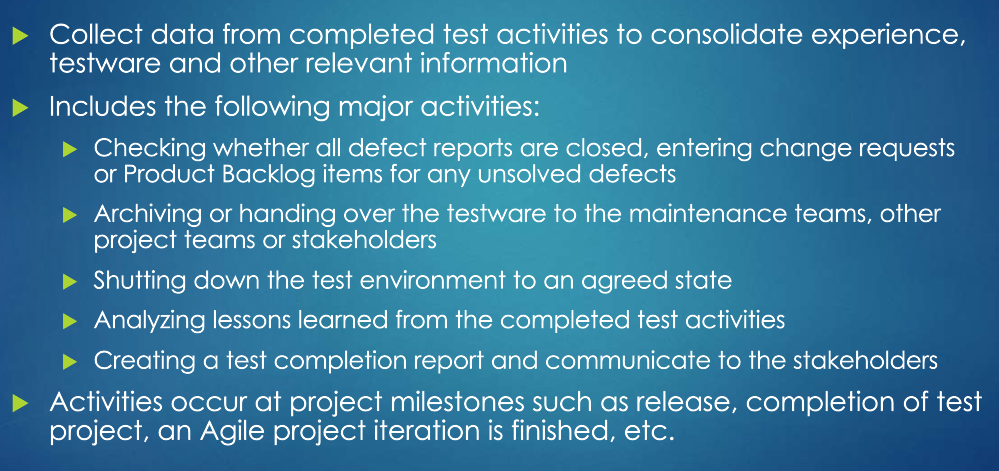 Collect data from completed test activities to consolidate experience,
testware and other relevant information
Includes the following major activities:
Checking whether all defect reports are closed, entering change requests
or Product Backlog items for any unsolved defects
Archiving or handing over the testware to the maintenance teams, other
project teams or stakeholders
Shutting down the test environment to an agreed state
Analyzing lessons learned from the completed test activities
Creating a test completion report and communicate to the stakeholders
Activities occur at project milestones such as release, completion of test
project, an Agile project iteration is finished, etc.